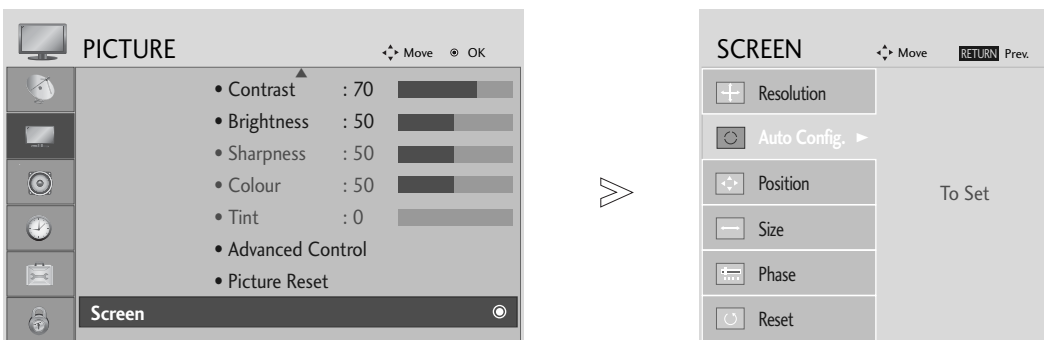 PICTURE
Move OK
• Contrast : 70
• Brightness : 50
• Sharpness : 50
• Colour : 50
• Tint : 0
• Advanced Control
• Picture Reset
Screen
SCREEN
Move RETURN Prev.
Resolution
Auto Config. ►
Position
Size
Phase
Reset
To Set